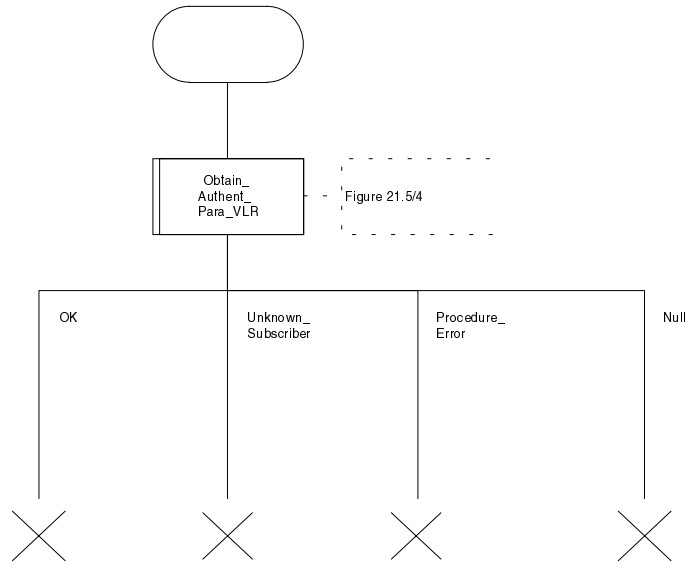 Obtain_
Authent_
Para_VLR
Figure 21.5/4
OK
Unknown_
Subscriber
Procedure_
Error
Null